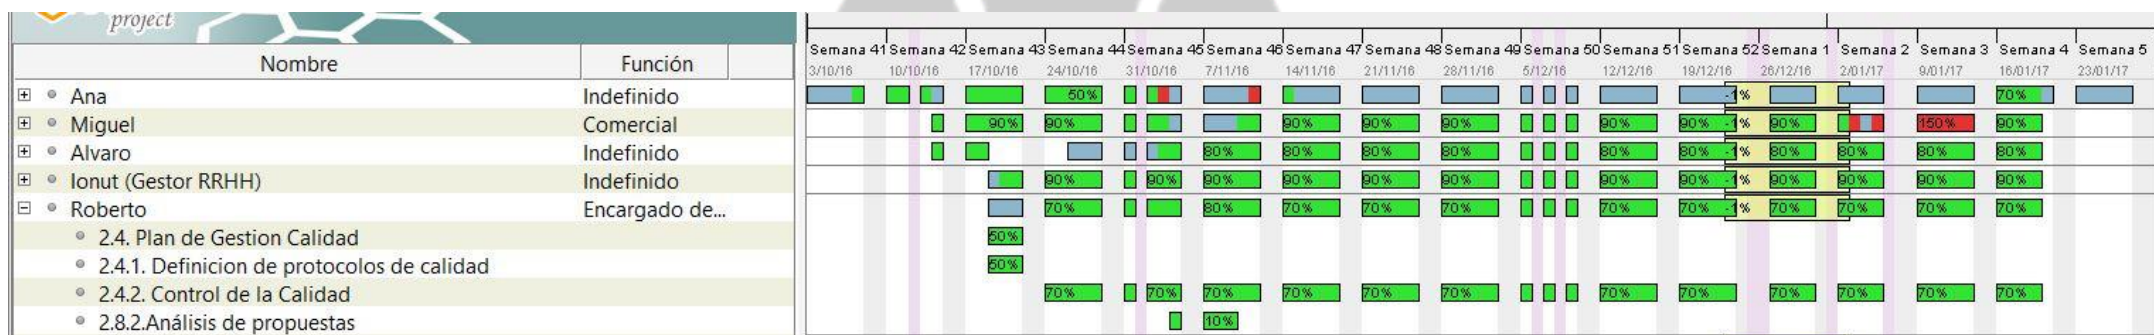 project
Semana 41 Semana 42 Semana 43 Semana 44 Semana 45 Semana 46 Semana 47 Semana 48 Semana 49 Semana 50 Semana 51 Semana 52 Semana 1 Semana 2 Semana 3 Semana 4 Semana 5
Nombre Función
3/10/16 10/10/16 17/10/16 24/10/16 31/10/16 7/11/16 14/11/16 21/11/16 28/11/16 5/12/16 12/12/16 19/12/16 26/12/16 2/01/17 9/01/17 16/01/17 23/01/17
Ana Indefinido 50% -1% 70%
Miguel Comercial 90% 90% 90% 90% 90% 90% 90% -1% 90% 150% 90%
Alvaro Indefinido 80% 80% 80% 80% 80% 80% -1% 80% 80% 80% 80%
Ionut (Gestor RRHH) Indefinido 90% 90% 90% 90% 90% 90% 90% 90% -1% 90% 90% 90% 90%
Roberto Encargado de... 70% 80% 70% 70% 70% 70% 70% -1% 70% 70% 70% 70%
2.4. Plan de Gestion Calidad 50%
2.4.1. Definicion de protocolos de calidad 50%
2.4.2. Control de la Calidad 70% 70% 70% 70% 70% 70% 70% 70% 70% 70% 70% 70%
2.8.2.Análisis de propuestas 10%